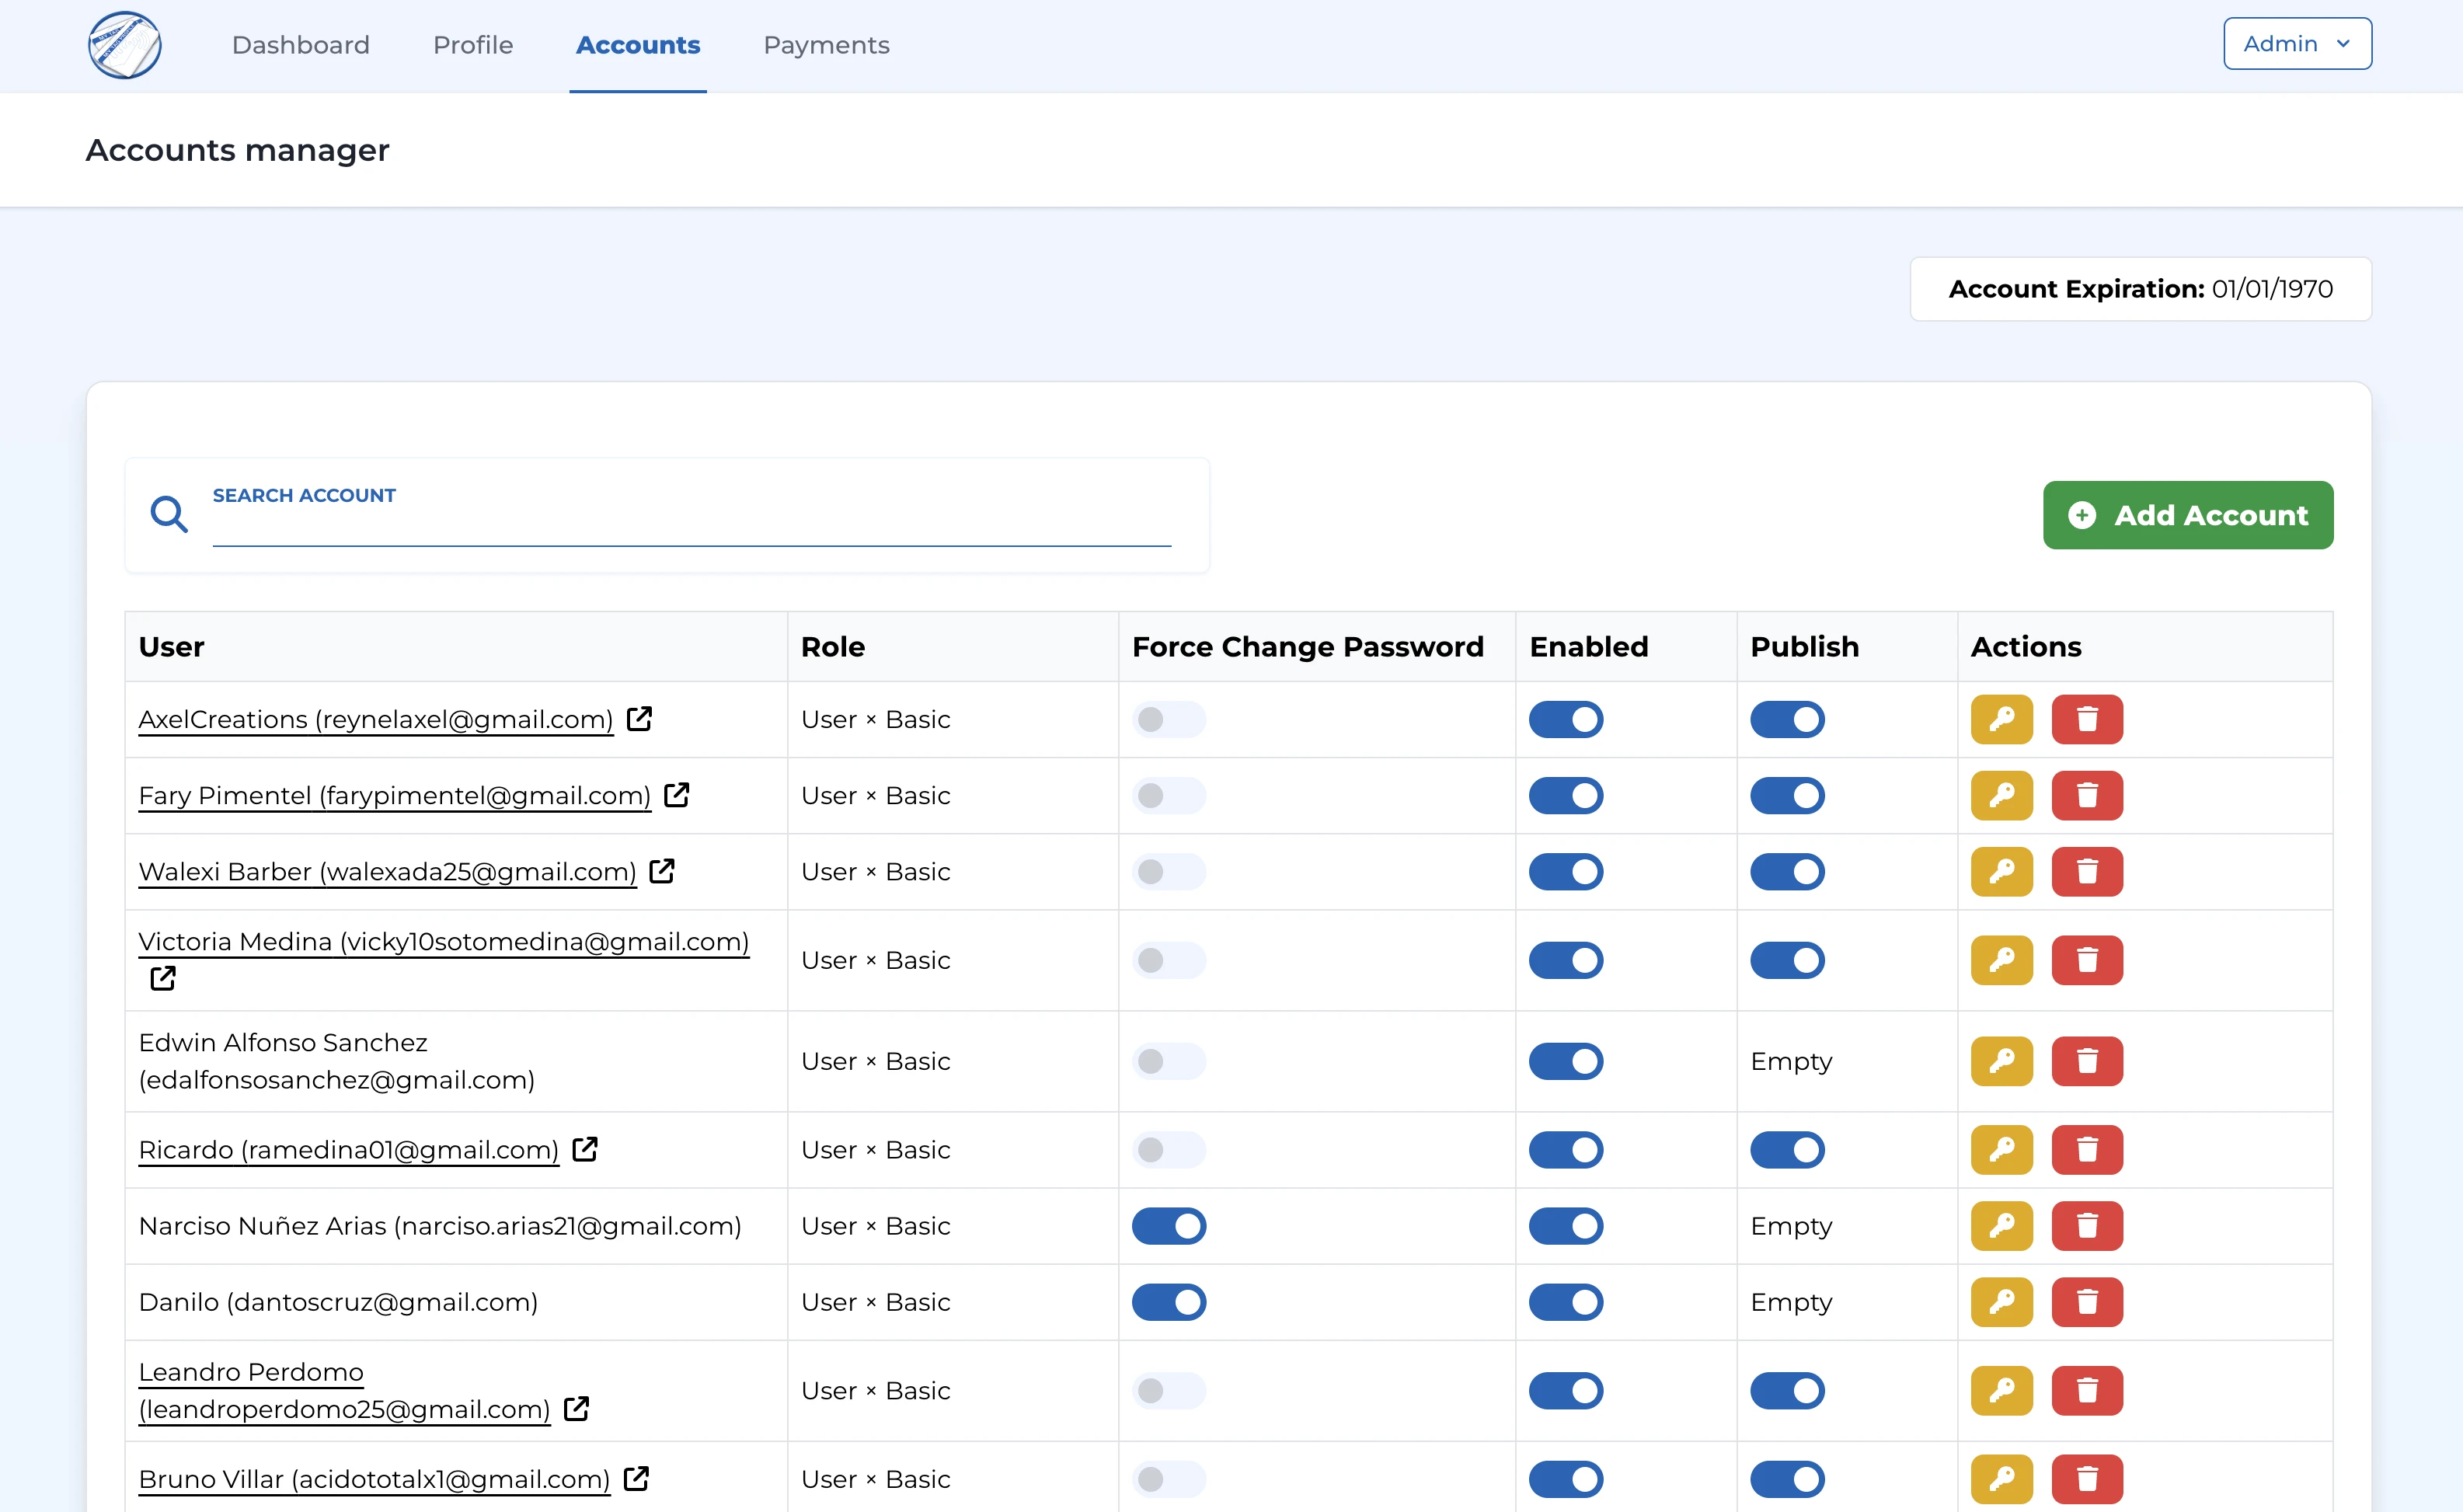 Dashboard
Profile
Accounts
Payments
Admin
Accounts manager
Account Expiration: 01/01/1970
SEARCH ACCOUNT
Add Account
User Role Force Change Password Enabled Publish Actions
AxelCreations (reynelaxel@gmail.com) User × Basic
Fary Pimentel (farypimentel@gmail.com) User × Basic
Walexi Barber (walexada25@gmail.com) User × Basic
Victoria Medina (vicky10sotomedina@gmail.com) User × Basic
Edwin Alfonso Sanchez
(edalfonsosanchez@gmail.com) User × Basic Empty
Ricardo (ramedina01@gmail.com) User × Basic
Narciso Nuñez Arias (narciso.arias21@gmail.com) User × Basic Empty
Danilo (dantoscruz@gmail.com) User × Basic Empty
Leandro Perdomo
(leandroperdomo25@gmail.com) User × Basic
Bruno Villar (acidototalx1@gmail.com) User × Basic